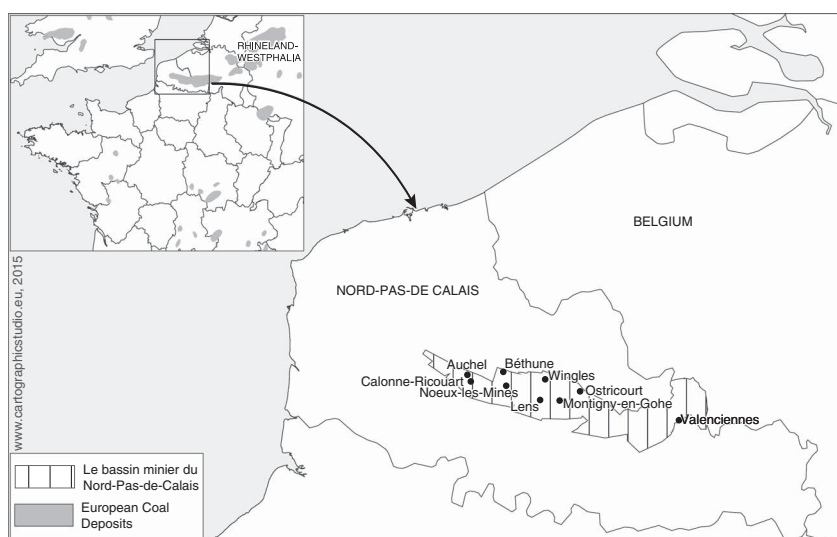 RHINELAND-
WESTPHALIA
BELGIUM
NORD-PAS-DE CALAIS
www.cartographicstudio.eu, 2015
Auchel
Béthune
Calonne-Ricouart
Wingles
Noeux-les-Mines
Ostricourt
Lens
Montigny-en-Gohe
Valenciennes
Le bassin minier du
Nord-Pas-de-Calais
European Coal
Deposits